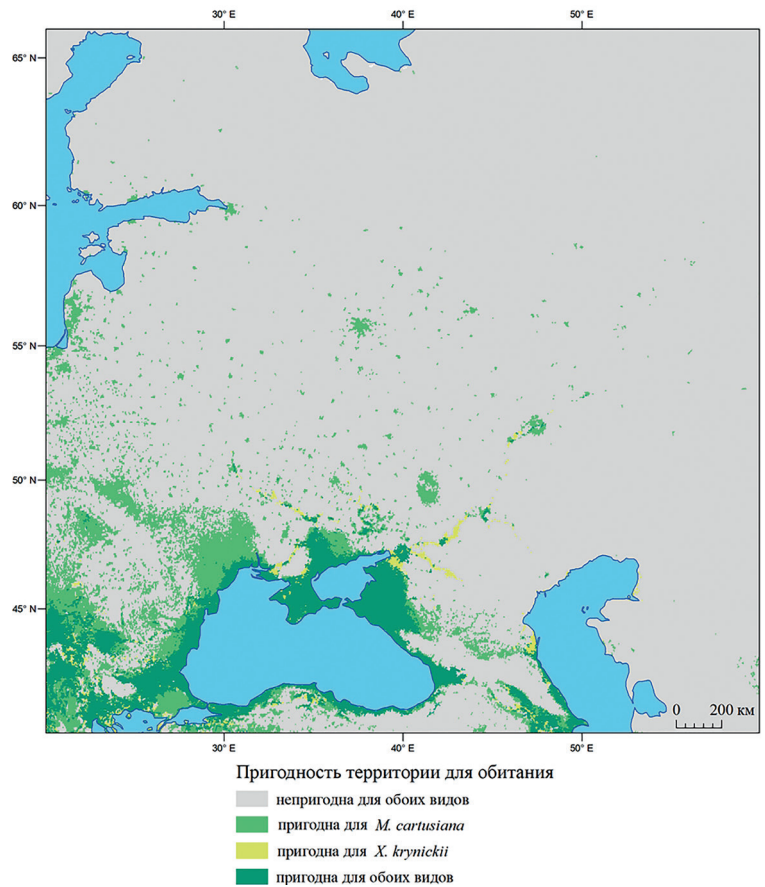 30° E 40° E 50° E
65° N
60° N
55° N
50° N
45° N
0 200 км
30° E 40° E 50° E
Пригодность территории для обитания
непригодна для обоих видов
пригодна для M. cartusiana
пригодна для X. krynickii
пригодна для обоих видов